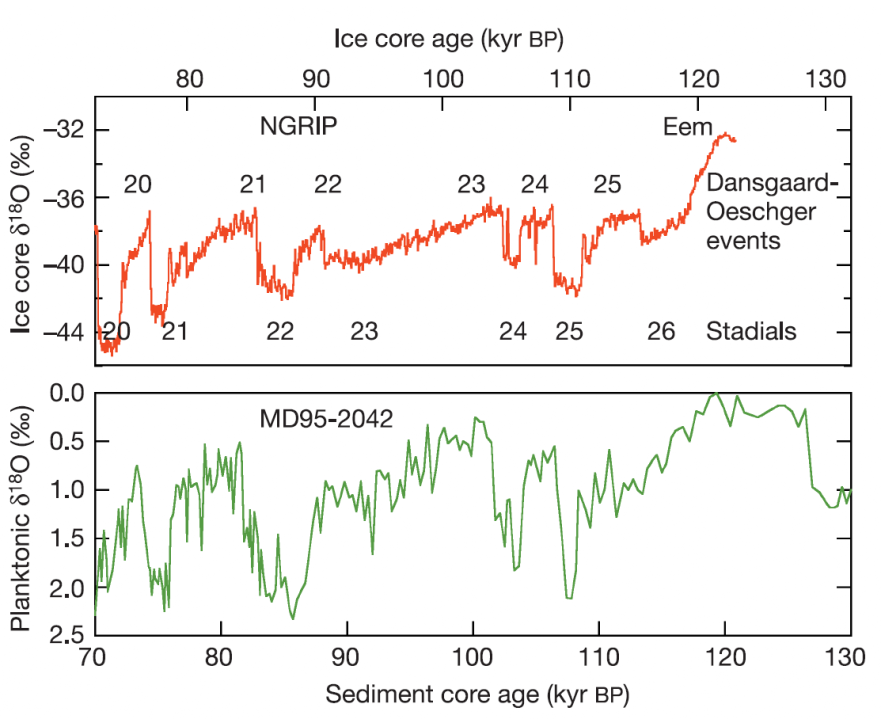 Ice core age (kyr BP)
80 90 100 110 120 130
Ice core δ18O (‰)
–32
–36
–40
–44
NGRIP
Eem
20 21 22 23 24 25
Dansgaard-
Oeschger
events
20 21 22 23 24 25 26
Stadials
Planktonic δ18O (‰)
0.0
0.5
1.0
1.5
2.0
2.5
MD95-2042
70 80 90 100 110 120 130
Sediment core age (kyr BP)